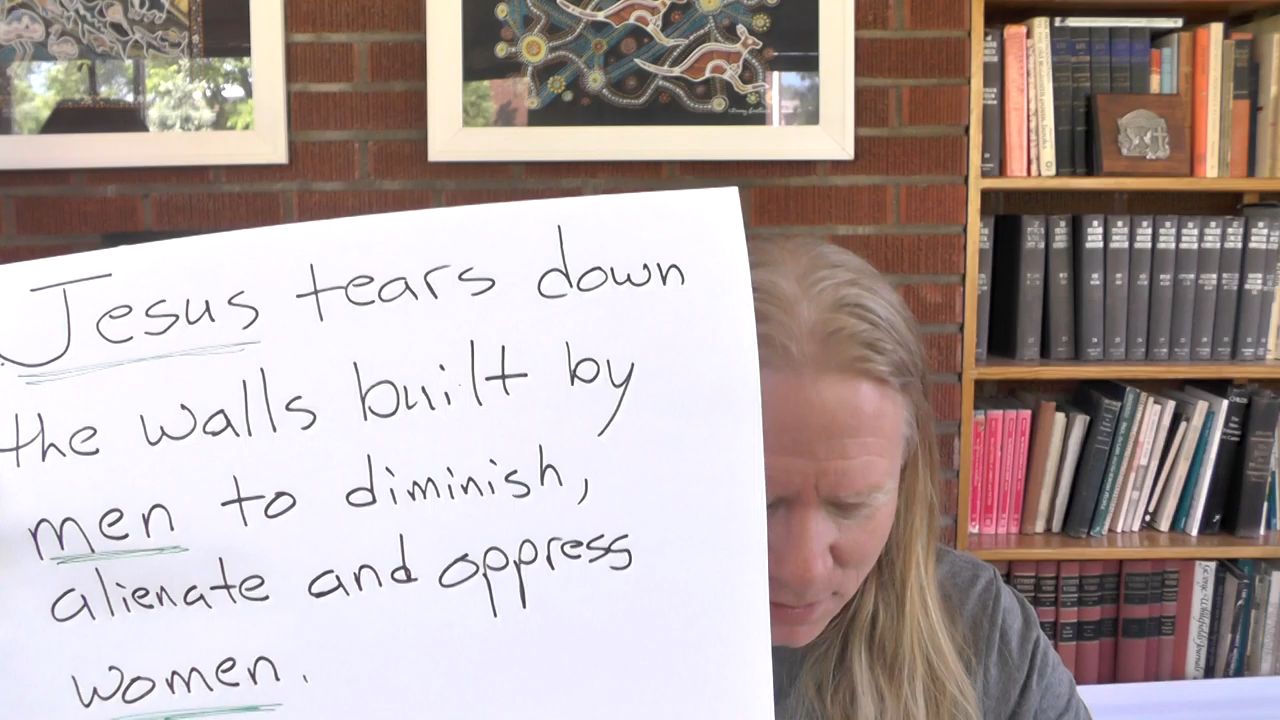 Jesus tears down
the walls built by
men to diminish,
alienate and oppress
women.